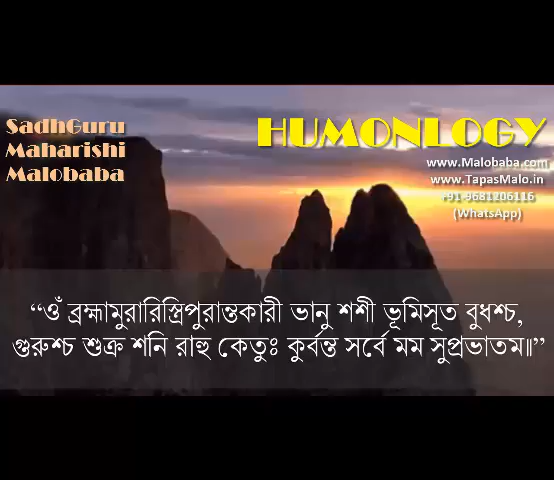 SadhGuru
Maharishi
Malobaba
HUMONLOGY
www.Malobaba.com
www.TapasMalo.in
+91-9681206116
(WhatsApp)
“ওঁ ব্রহ্মামুরারিস্ত্রিপুরান্তকারী ভানু শশী ভূমিসূত বুধশ্চ,
গুরুশ্চ শুক্র শনি রাহু কেতুঃ কুর্বন্ত সর্বে মম সুপ্রভাতম॥”